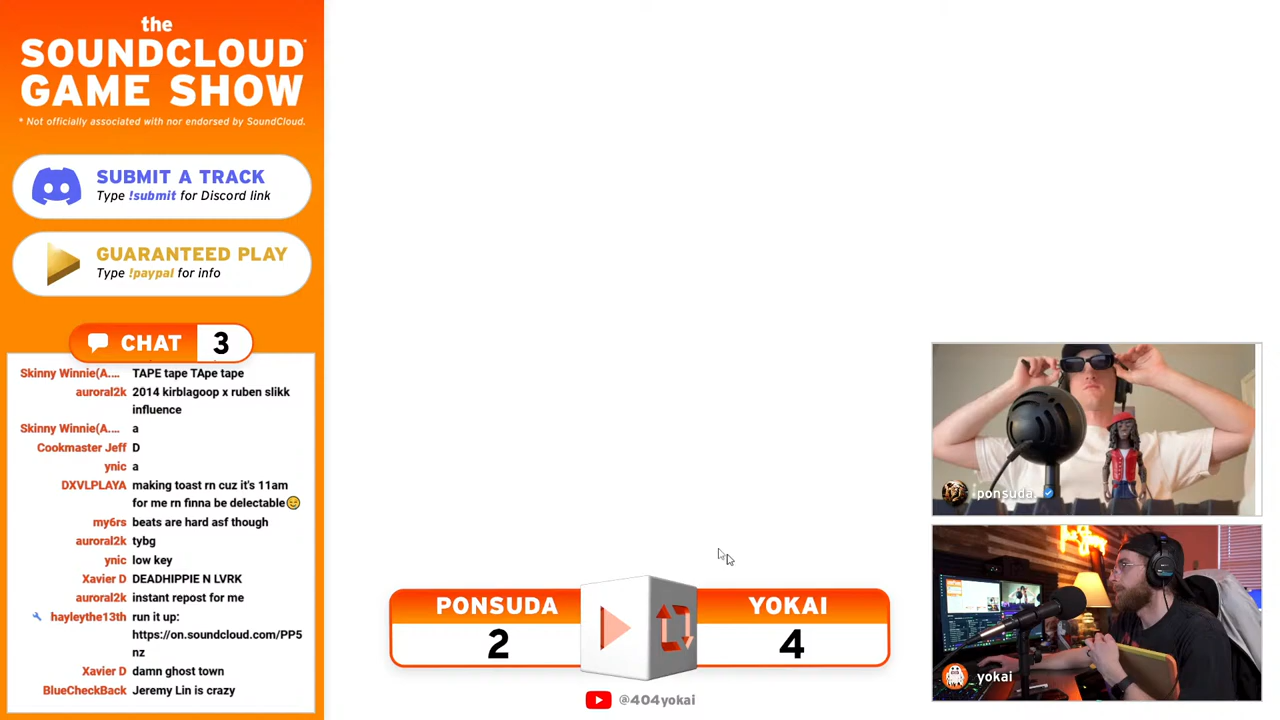 the
SOUNDCLOUD
GAME SHOW
* Not officially associated with nor endorsed by SoundCloud.
SUBMIT A TRACK
Type !submit for Discord link
GUARANTEED PLAY
Type !paypal for info
CHAT 3
Skinny Winnie(A.... TAPE tape TApe tape
auroral2k 2014 kirblagoop x ruben slikk
influence
Skinny Winnie(A.... a
Cookmaster Jeff D
ynic a
DXVLPLAYA making toast rn cuz it's 11am
for me rn finna be delectable😋
my6rs beats are hard asf though
auroral2k tybg
ynic low key
Xavier D DEADHIPPIE N LVRK
auroral2k instant repost for me
hayleythe13th run it up:
https://on.soundcloud.com/PP5
nz
Xavier D damn ghost town
BlueCheckBack Jeremy Lin is crazy
PONSUDA
2
YOKAI
4
@404yokai
ponsuda.
yokai